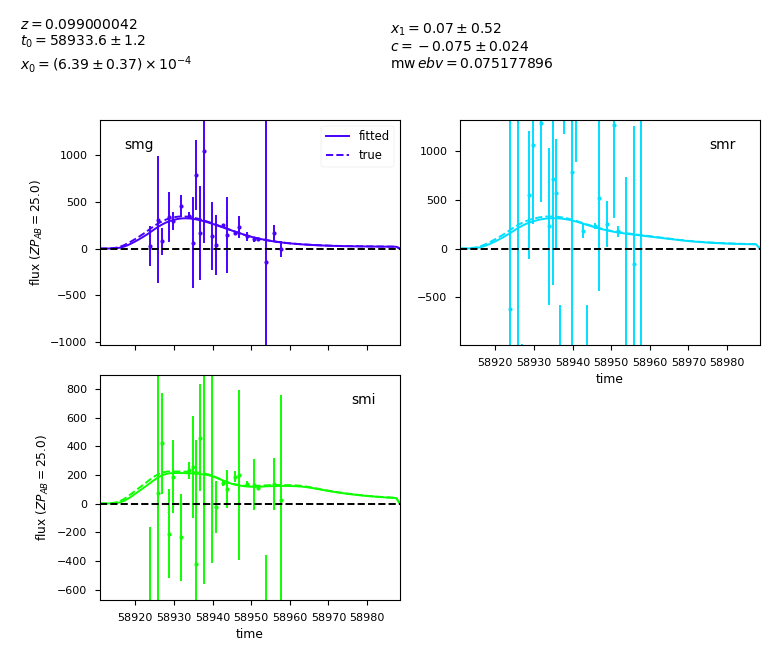 z = 0.099000042
t₀ = 58933.6 ± 1.2
x₀ = (6.39 ± 0.37) × 10⁻⁴
x₁ = 0.07 ± 0.52
c = −0.075 ± 0.024
mw ebv = 0.075177896
smg
fitted
true
1000
500
0
−500
−1000
flux (ZP_AB = 25.0)
smr
1000
500
0
−500
58920 58930 58940 58950 58960 58970 58980
time
smi
800
600
400
200
0
−200
−400
−600
flux (ZP_AB = 25.0)
58920 58930 58940 58950 58960 58970 58980
time